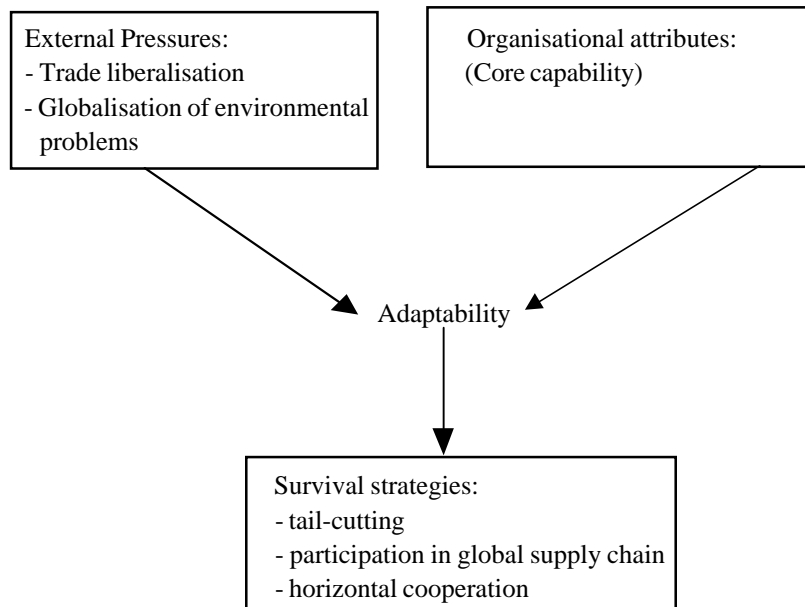 External Pressures:
- Trade liberalisation
- Globalisation of environmental
problems
Organisational attributes:
(Core capability)
Adaptability
Survival strategies:
- tail-cutting
- participation in global supply chain
- horizontal cooperation